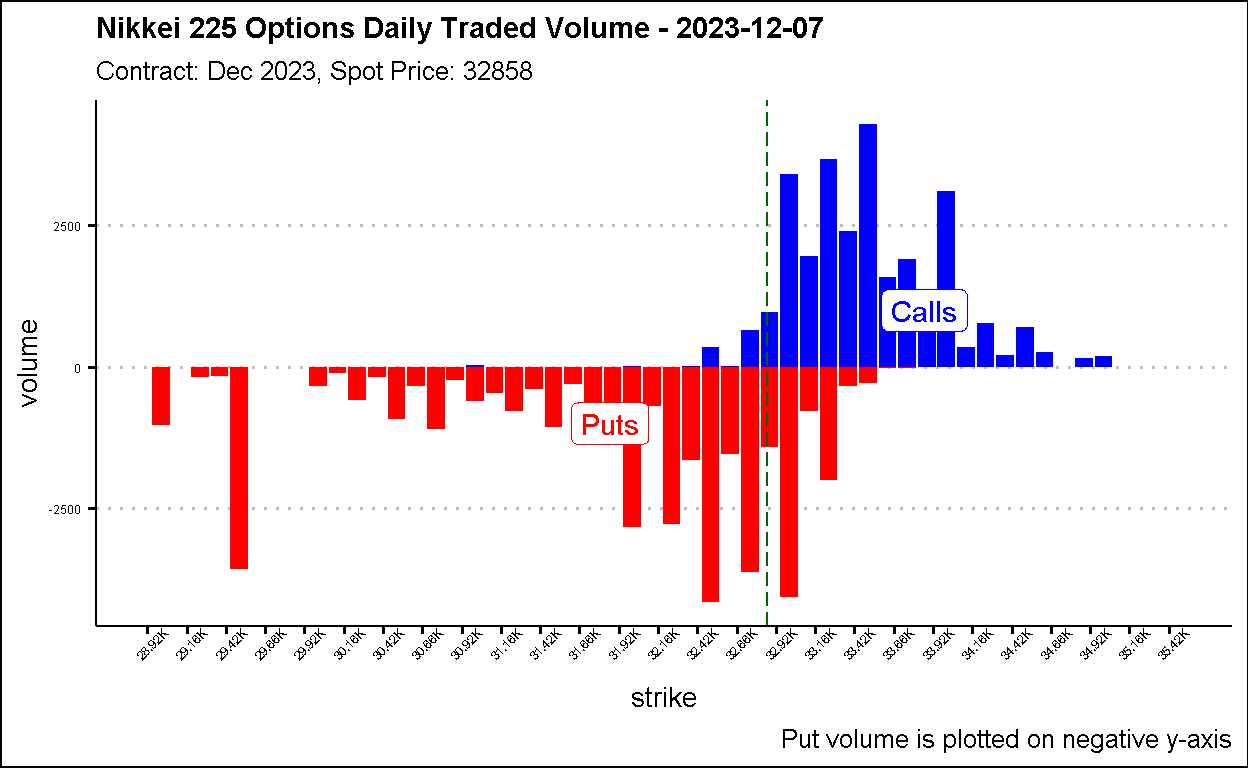 Nikkei 225 Options Daily Traded Volume - 2023-12-07
Contract: Dec 2023, Spot Price: 32858
volume
2500
0
-2500
Calls
Puts
28.92K 29.16K 29.42K 29.66K 29.92K 30.16K 30.42K 30.66K 30.92K 31.16K 31.42K 31.66K 31.92K 32.16K 32.42K 32.66K 32.92K 33.16K 33.42K 33.66K 33.92K 34.16K 34.42K 34.66K 34.92K 35.16K 35.42K
strike
Put volume is plotted on negative y-axis